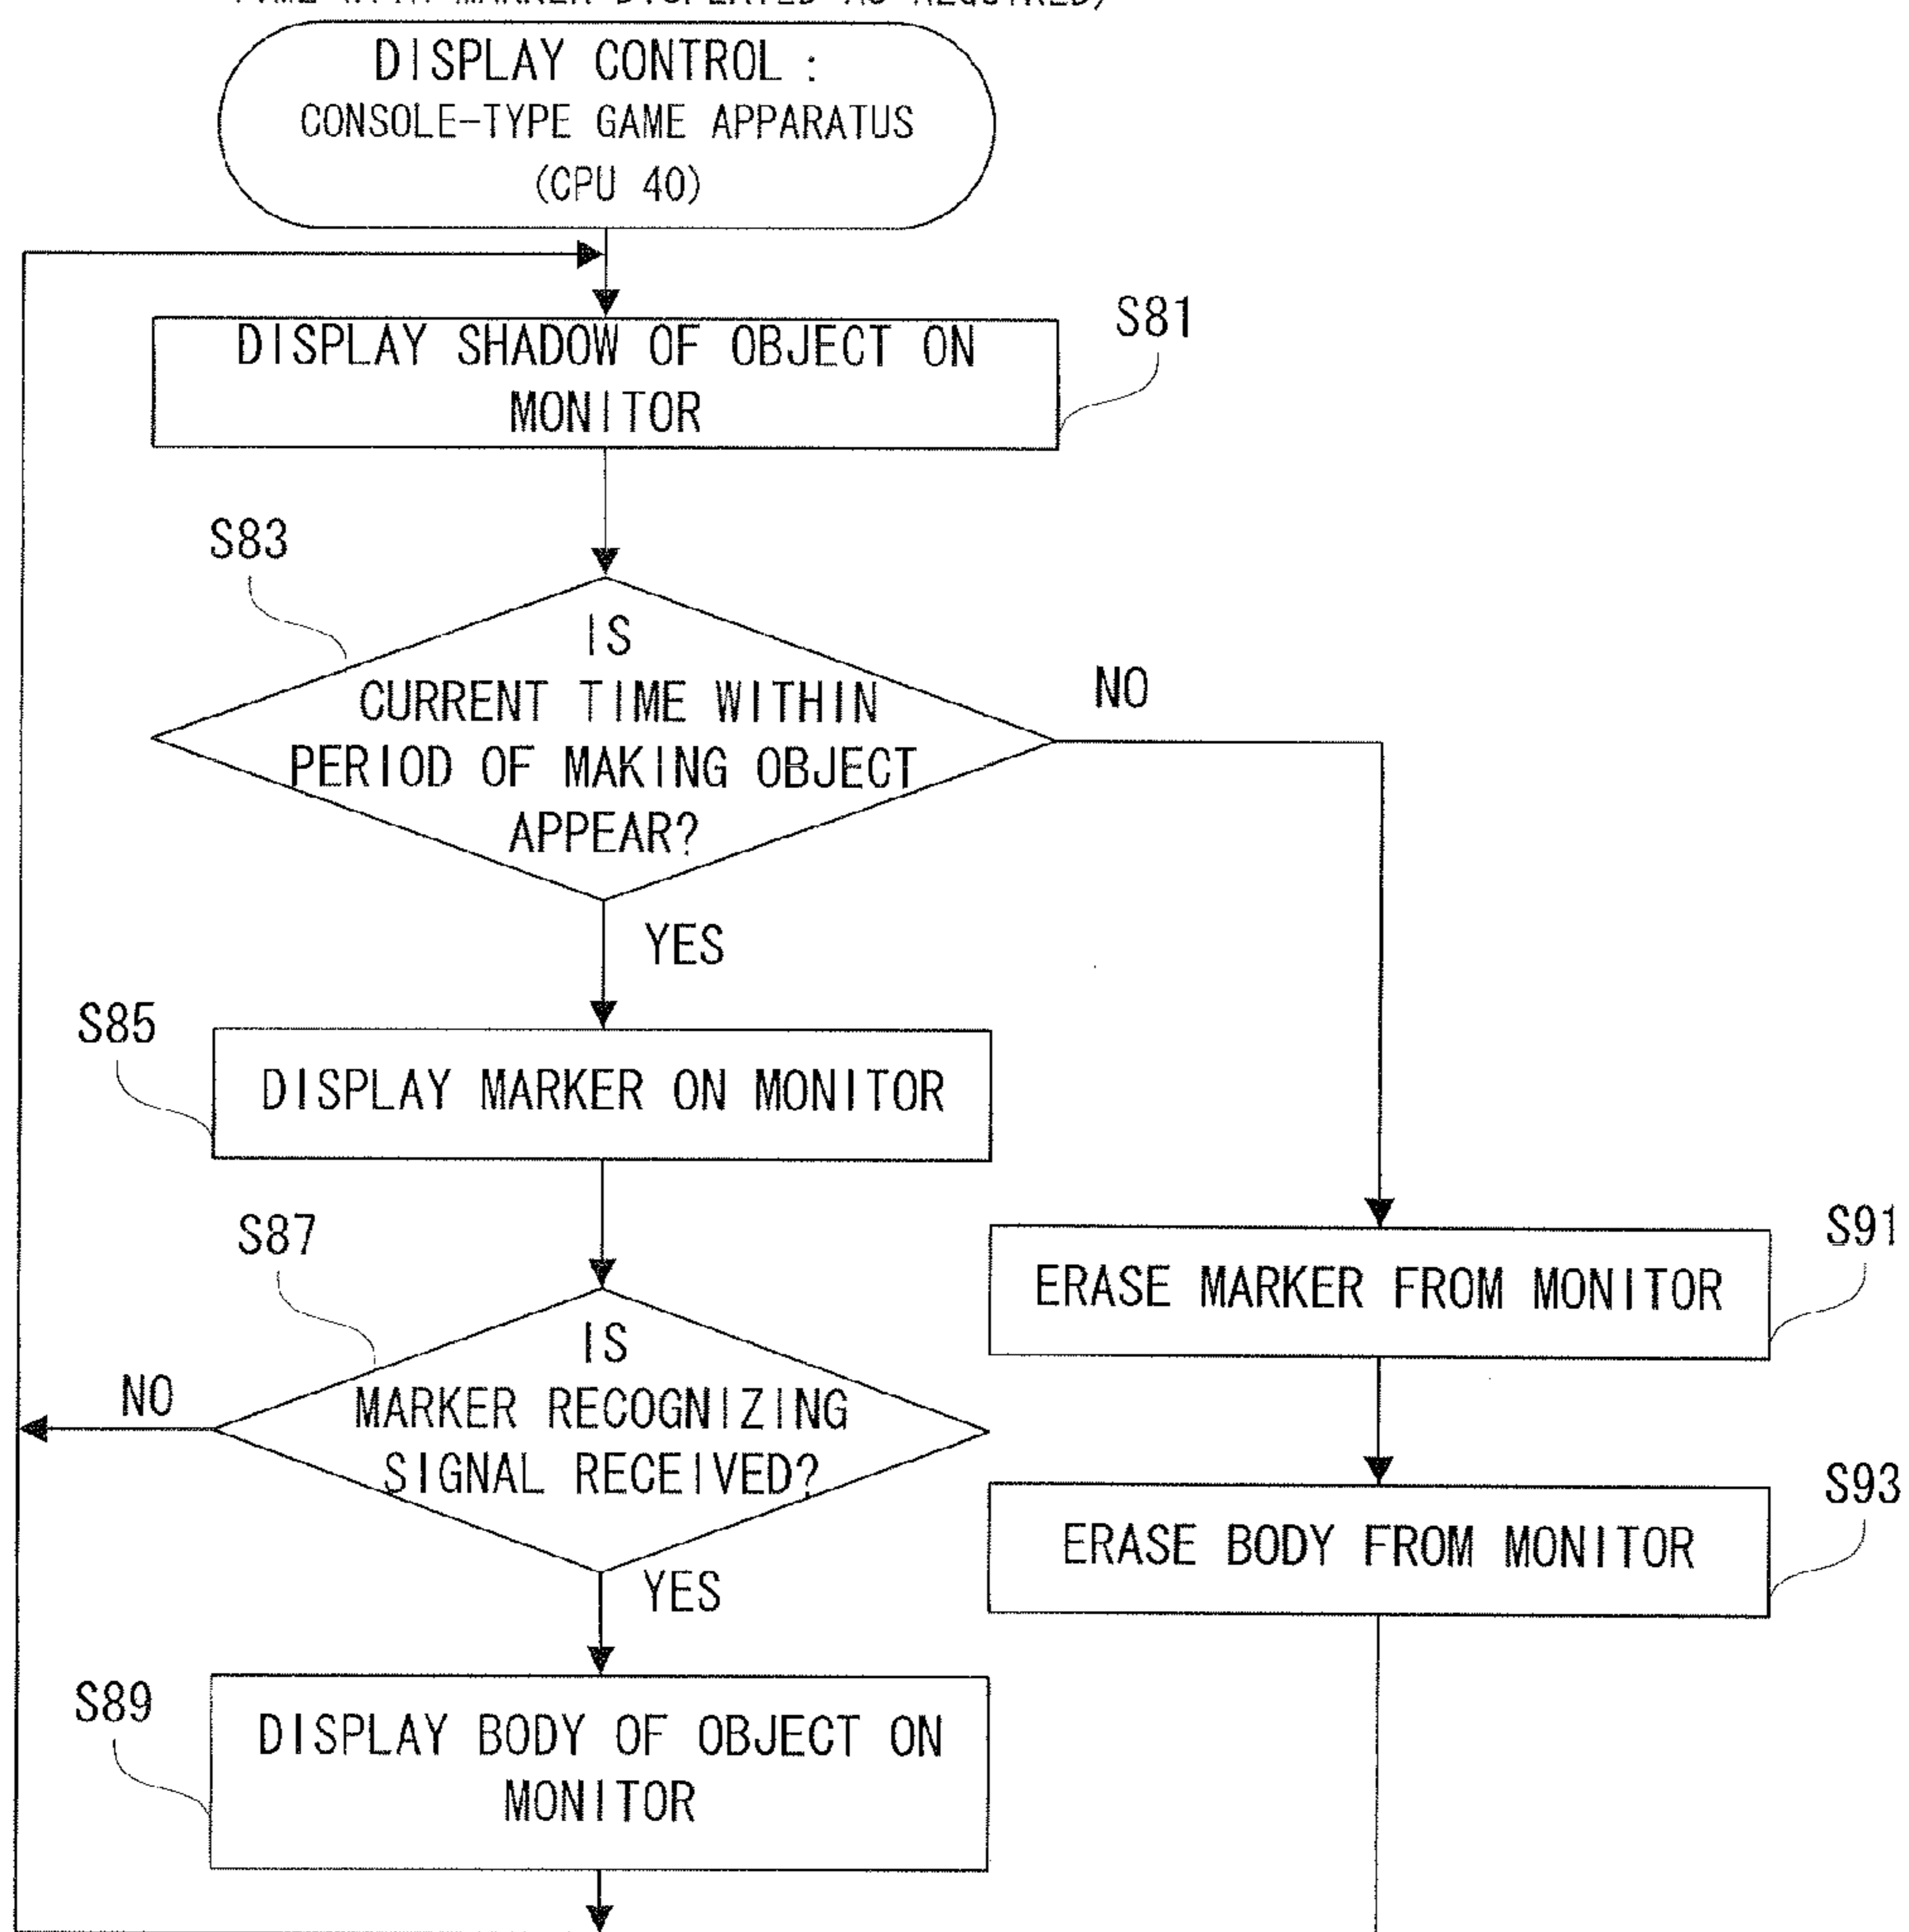 DISPLAY CONTROL :
CONSOLE-TYPE GAME APPARATUS
(CPU 40)
S81
DISPLAY SHADOW OF OBJECT ON
MONITOR
S83
IS
CURRENT TIME WITHIN
PERIOD OF MAKING OBJECT
APPEAR?
NO
YES
S85
DISPLAY MARKER ON MONITOR
S87
IS
MARKER RECOGNIZING
SIGNAL RECEIVED?
NO
YES
S91
ERASE MARKER FROM MONITOR
S93
ERASE BODY FROM MONITOR
S89
DISPLAY BODY OF OBJECT ON
MONITOR